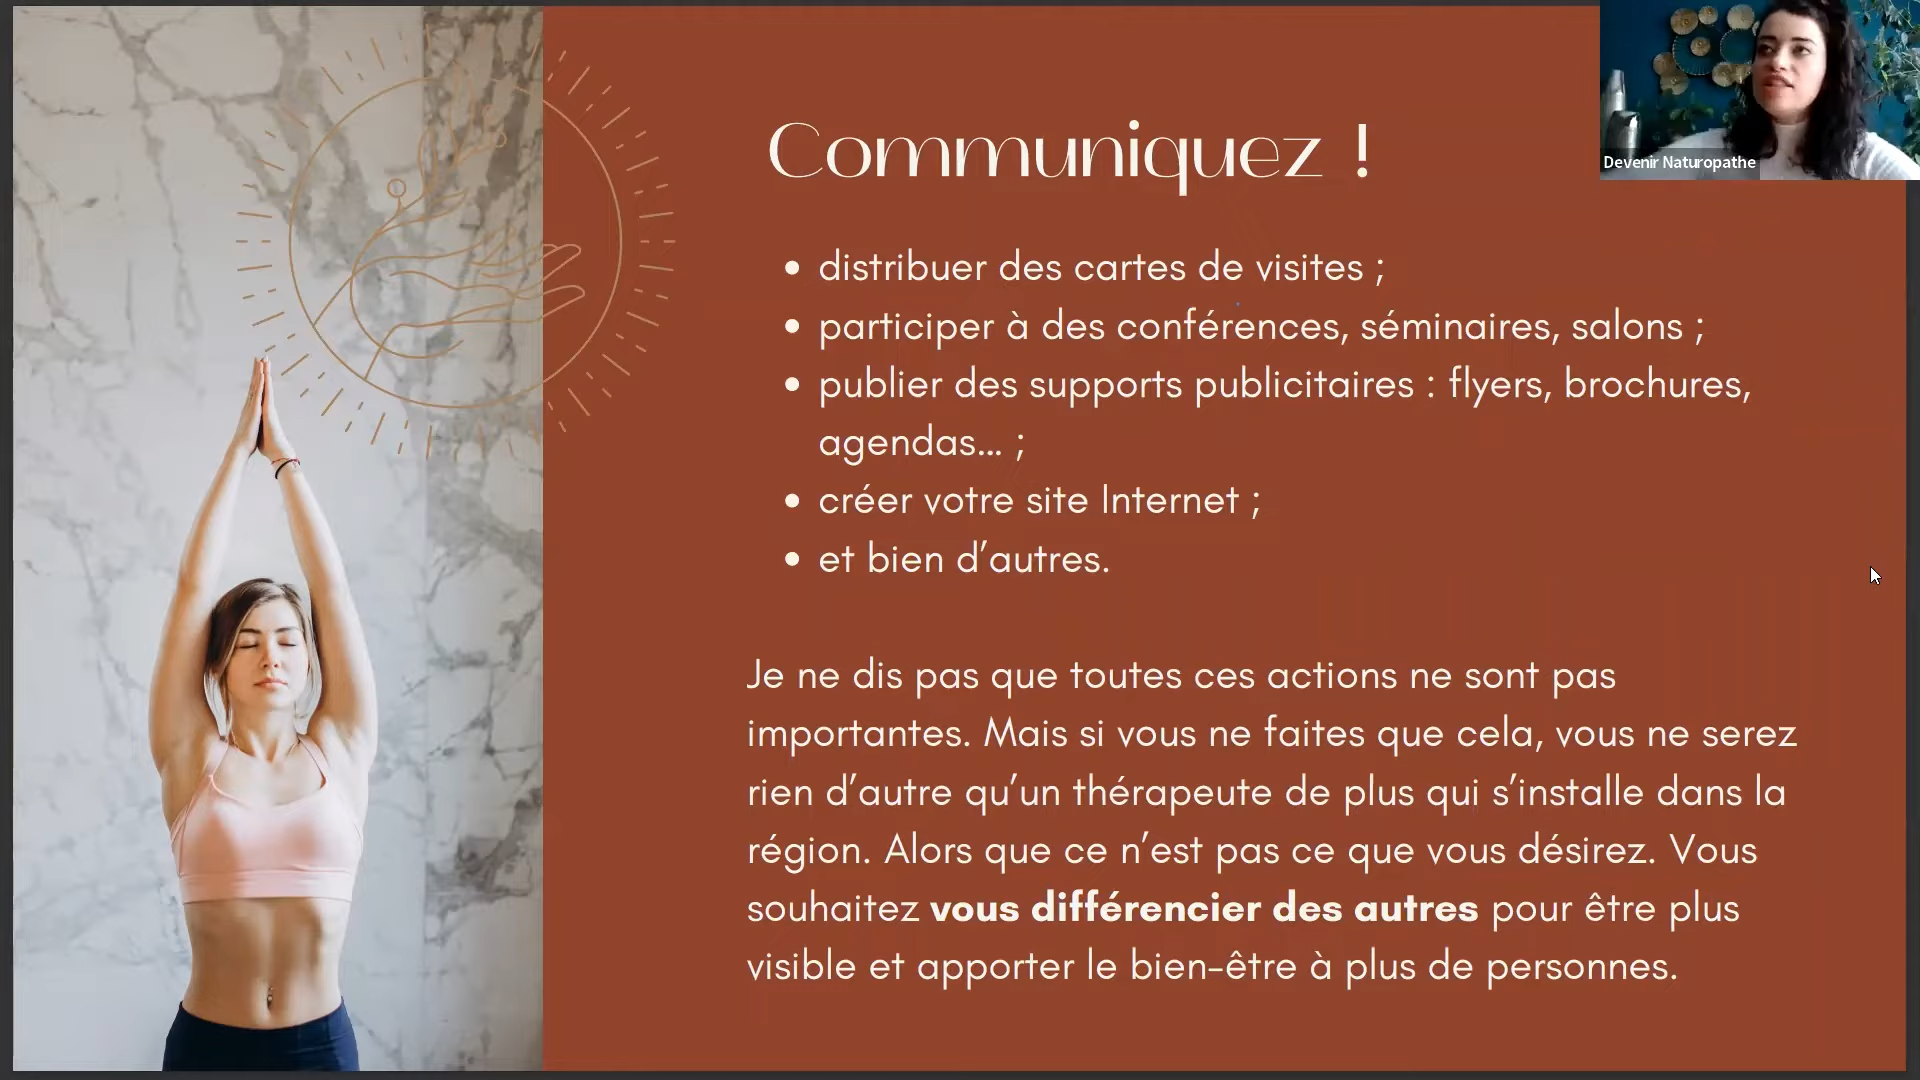 Communiquez !
Devenir Naturopathe
• distribuer des cartes de visites ;
• participer à des conférences, séminaires, salons ;
• publier des supports publicitaires : flyers, brochures,
agendas... ;
• créer votre site Internet ;
• et bien d’autres.
Je ne dis pas que toutes ces actions ne sont pas
importantes. Mais si vous ne faites que cela, vous ne serez
rien d’autre qu’un thérapeute de plus qui s’installe dans la
région. Alors que ce n’est pas ce que vous désirez. Vous
souhaitez vous différencier des autres pour être plus
visible et apporter le bien-être à plus de personnes.